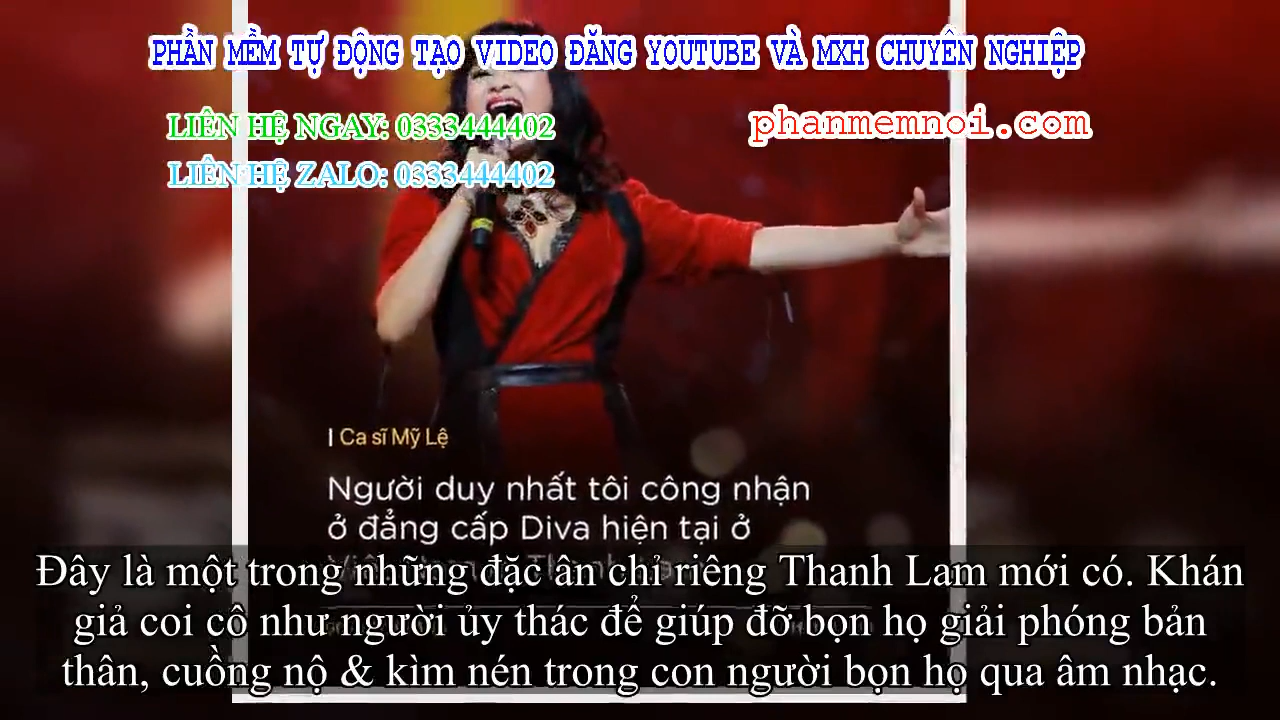 PHẦN MỀM TỰ ĐỘNG TẠO VIDEO ĐĂNG YOUTUBE VÀ MXH CHUYÊN NGHIỆP
LIÊN HỆ NGAY: 0333444402
phanmemnoi.com
LIÊN HỆ ZALO: 0333444402
| Ca sĩ Mỹ Lệ
Người duy nhất tôi công nhận
ở đẳng cấp Diva hiện tại ở
Đây là một trong những đặc ân chỉ riêng Thanh Lam mới có. Khán
giả coi cô như người ủy thác để giúp đỡ bọn họ giải phóng bản
thân, cuồng nộ & kìm nén trong con người bọn họ qua âm nhạc.